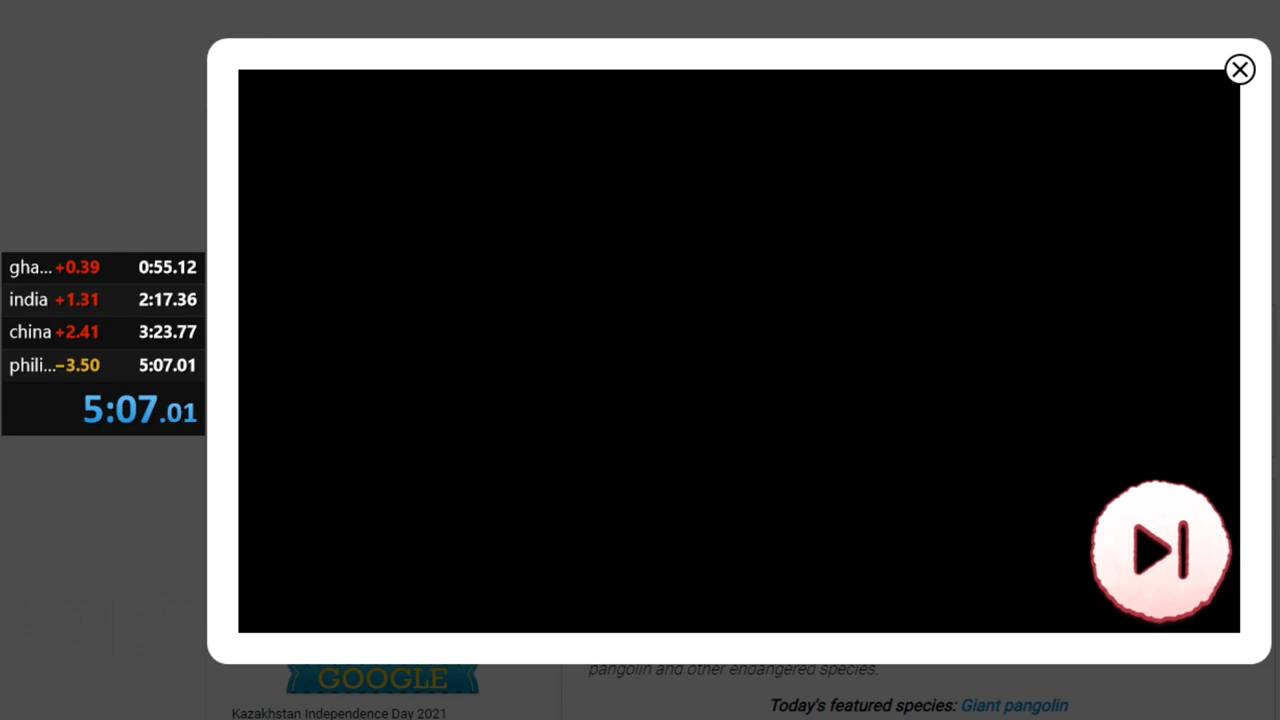 gha... +0.39 0:55.12
india +1.31 2:17.36
china +2.41 3:23.77
phili...−3.50 5:07.01
5:07.01
GOOGLE
Kazakhstan Independence Day 2021
pangolin and other endangered species.
Today's featured species: Giant pangolin